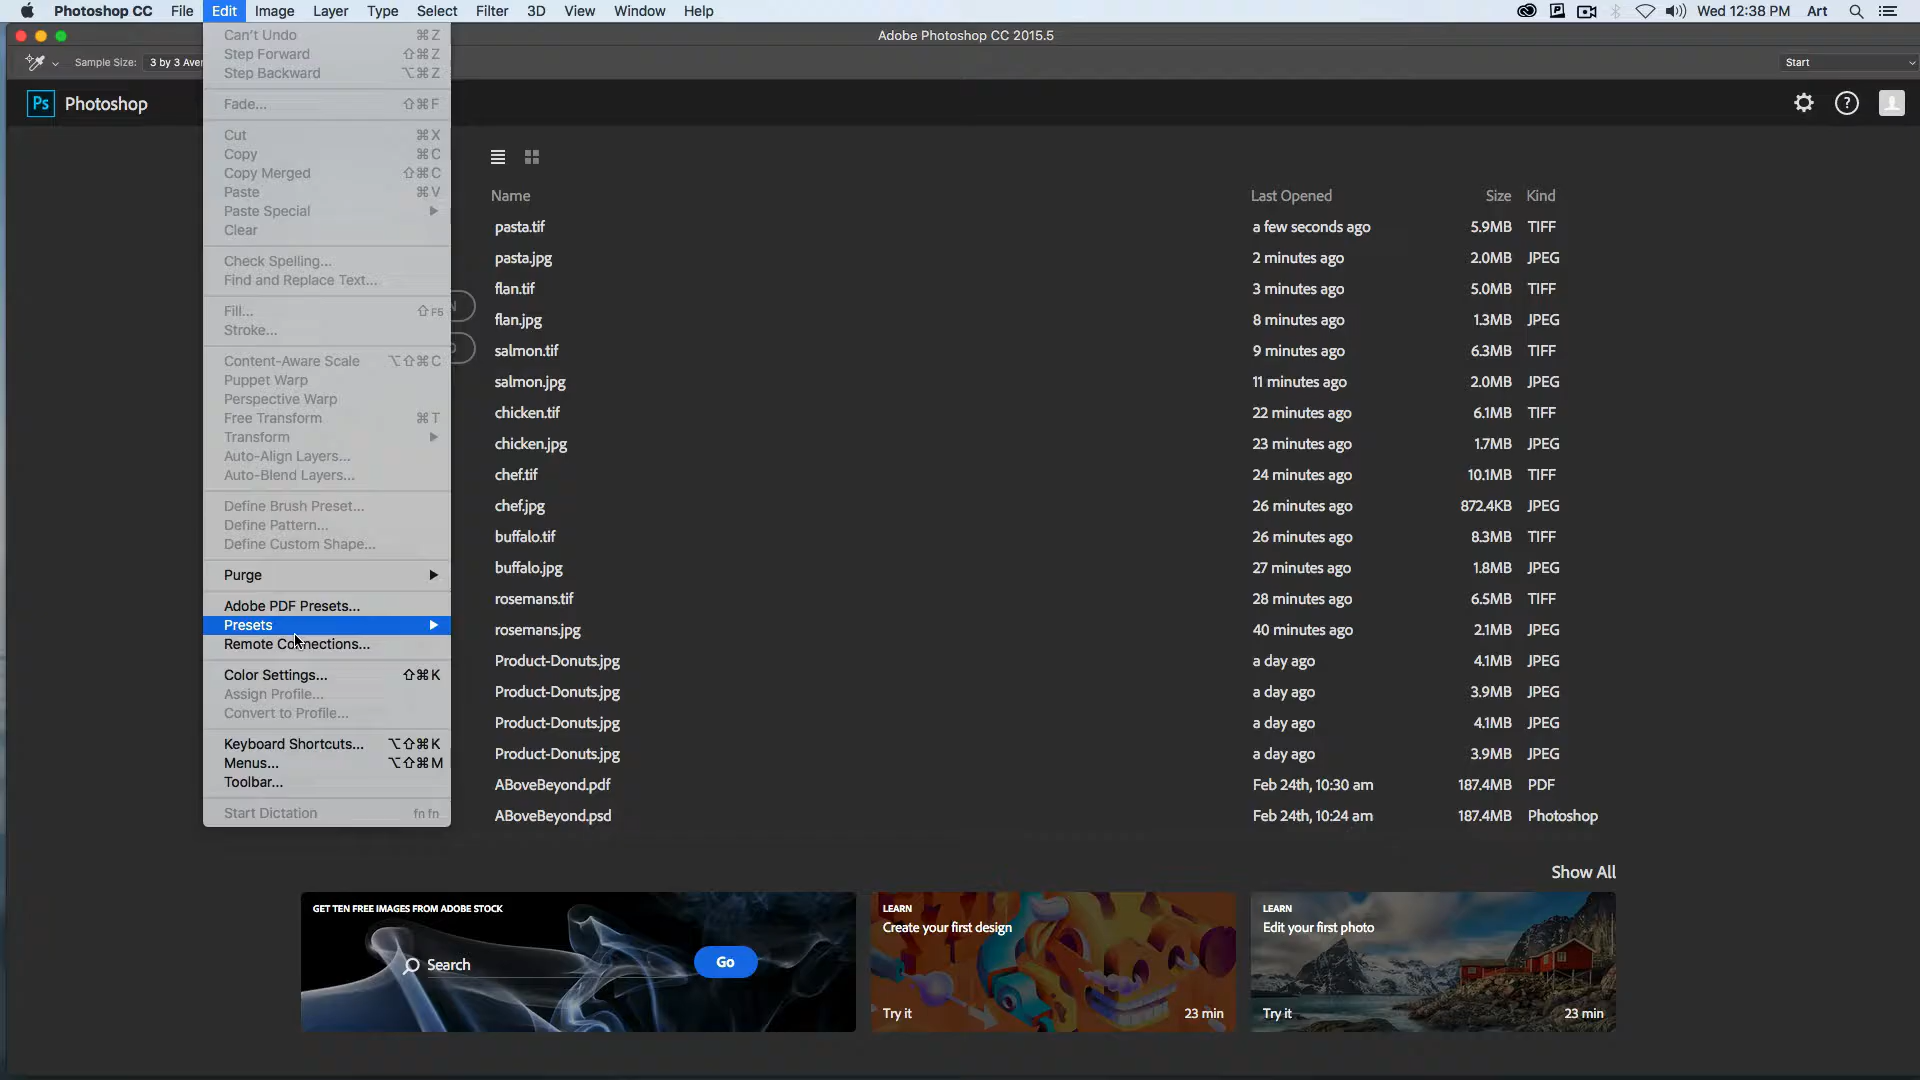 Photoshop CC File Edit Image Layer Type Select Filter 3D View Window Help Wed 12:38 PM Art
Adobe Photoshop CC 2015.5
Sample Size: 3 by 3 Aver Start
Ps Photoshop
Can't Undo ⌘Z
Step Forward ⇧⌘Z
Step Backward ⌥⌘Z
Fade... ⇧⌘F
Cut ⌘X
Copy ⌘C
Copy Merged ⇧⌘C
Paste ⌘V
Paste Special ▶
Clear
Check Spelling...
Find and Replace Text...
Fill... ⇧F5
Stroke...
Content-Aware Scale ⌥⇧⌘C
Puppet Warp
Perspective Warp
Free Transform ⌘T
Transform ▶
Auto-Align Layers...
Auto-Blend Layers...
Define Brush Preset...
Define Pattern...
Define Custom Shape...
Purge ▶
Adobe PDF Presets...
Presets ▶
Remote Connections...
Color Settings... ⇧⌘K
Assign Profile...
Convert to Profile...
Keyboard Shortcuts... ⌥⇧⌘K
Menus... ⌥⇧⌘M
Toolbar...
Start Dictation fn fn
Name Last Opened Size Kind
pasta.tif a few seconds ago 5.9MB TIFF
pasta.jpg 2 minutes ago 2.0MB JPEG
flan.tif 3 minutes ago 5.0MB TIFF
flan.jpg 8 minutes ago 1.3MB JPEG
salmon.tif 9 minutes ago 6.3MB TIFF
salmon.jpg 11 minutes ago 2.0MB JPEG
chicken.tif 22 minutes ago 6.1MB TIFF
chicken.jpg 23 minutes ago 1.7MB JPEG
chef.tif 24 minutes ago 10.1MB TIFF
chef.jpg 26 minutes ago 872.4KB JPEG
buffalo.tif 26 minutes ago 8.3MB TIFF
buffalo.jpg 27 minutes ago 1.8MB JPEG
rosemans.tif 28 minutes ago 6.5MB TIFF
rosemans.jpg 40 minutes ago 2.1MB JPEG
Product-Donuts.jpg a day ago 4.1MB JPEG
Product-Donuts.jpg a day ago 3.9MB JPEG
Product-Donuts.jpg a day ago 4.1MB JPEG
Product-Donuts.jpg a day ago 3.9MB JPEG
ABoveBeyond.pdf Feb 24th, 10:30 am 187.4MB PDF
ABoveBeyond.psd Feb 24th, 10:24 am 187.4MB Photoshop
Show All
GET TEN FREE IMAGES FROM ADOBE STOCK
Search Go
LEARN
Create your first design
Try it 23 min
LEARN
Edit your first photo
Try it 23 min